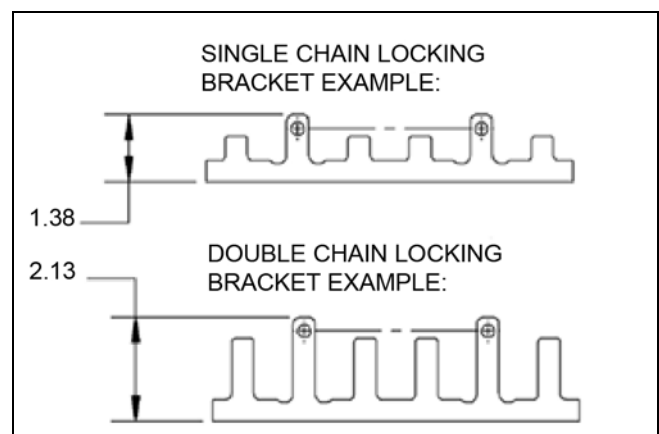 SINGLE CHAIN LOCKING
BRACKET EXAMPLE:
1.38
2.13
DOUBLE CHAIN LOCKING
BRACKET EXAMPLE: